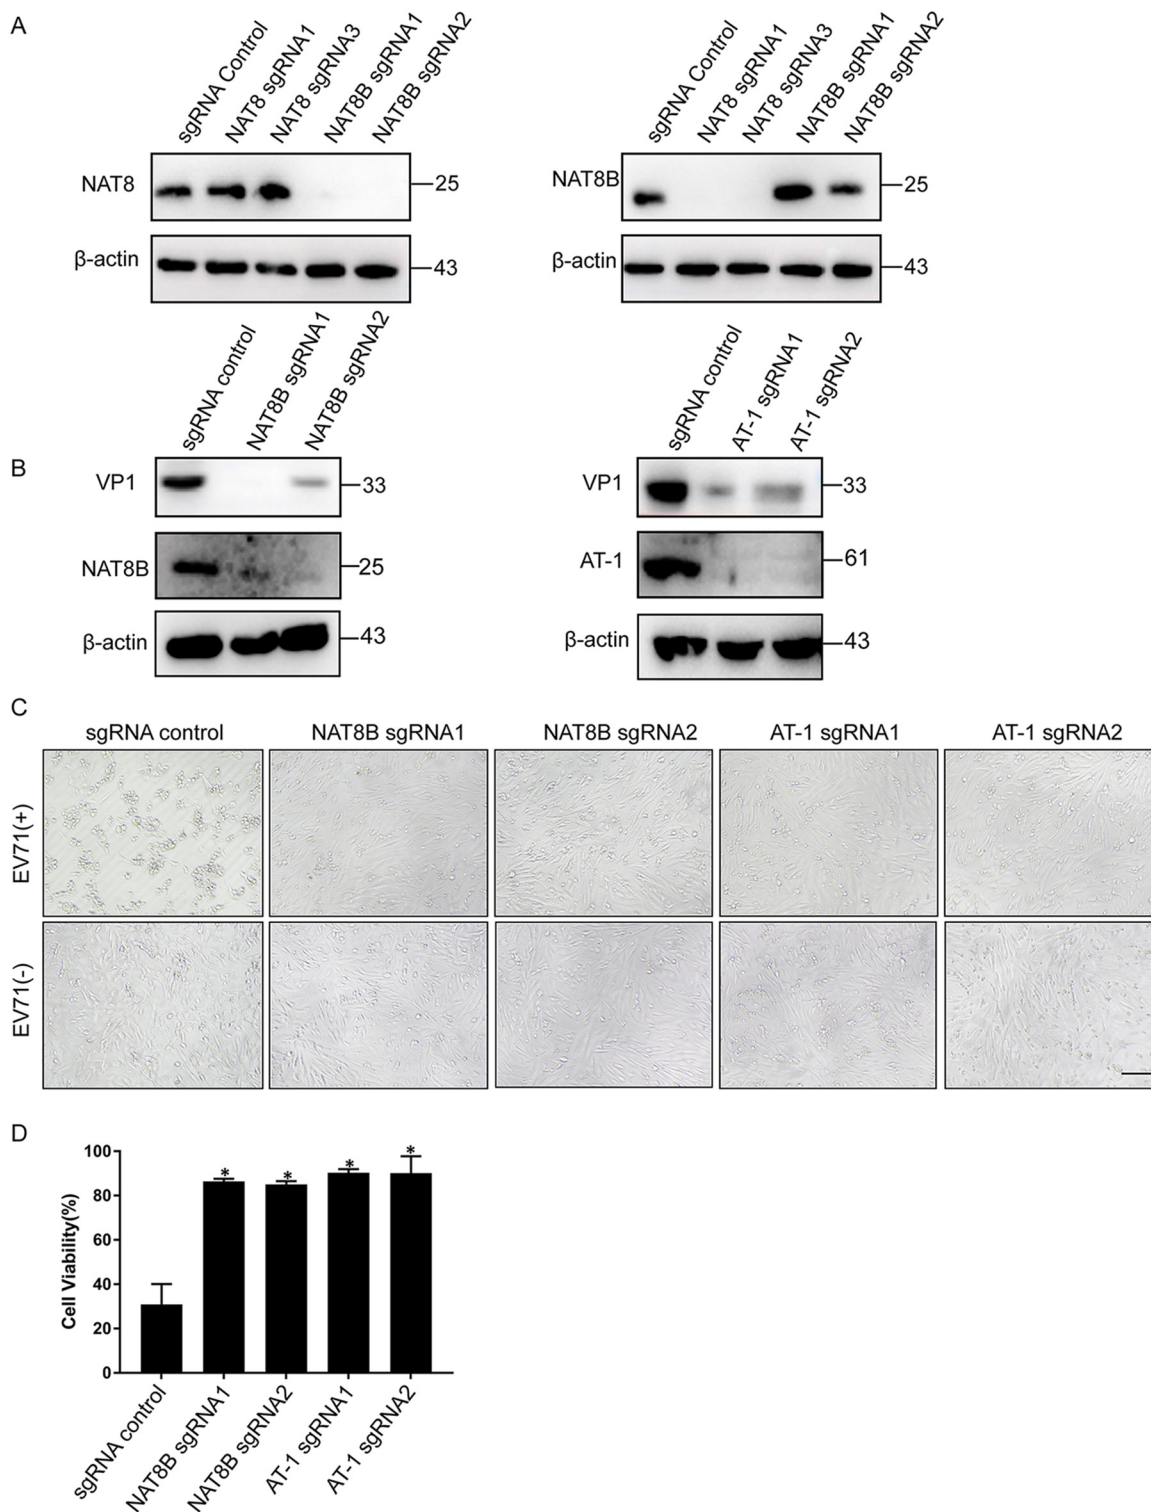 A
sgRNA Control
NAT8 sgRNA1
NAT8 sgRNA3
NAT8B sgRNA1
NAT8B sgRNA2
NAT8
25
β-actin
43
sgRNA Control
NAT8 sgRNA1
NAT8 sgRNA3
NAT8B sgRNA1
NAT8B sgRNA2
NAT8B
25
β-actin
43
B
sgRNA control
NAT8B sgRNA1
NAT8B sgRNA2
VP1
33
NAT8B
25
β-actin
43
sgRNA control
AT-1 sgRNA1
AT-1 sgRNA2
VP1
33
AT-1
61
β-actin
43
C
sgRNA control
NAT8B sgRNA1
NAT8B sgRNA2
AT-1 sgRNA1
AT-1 sgRNA2
EV71(+)
EV71(-)
D
Cell Viability(%)
100
80
60
40
20
0
*
*
*
*
sgRNA control
NAT8B sgRNA1
NAT8B sgRNA2
AT-1 sgRNA1
AT-1 sgRNA2